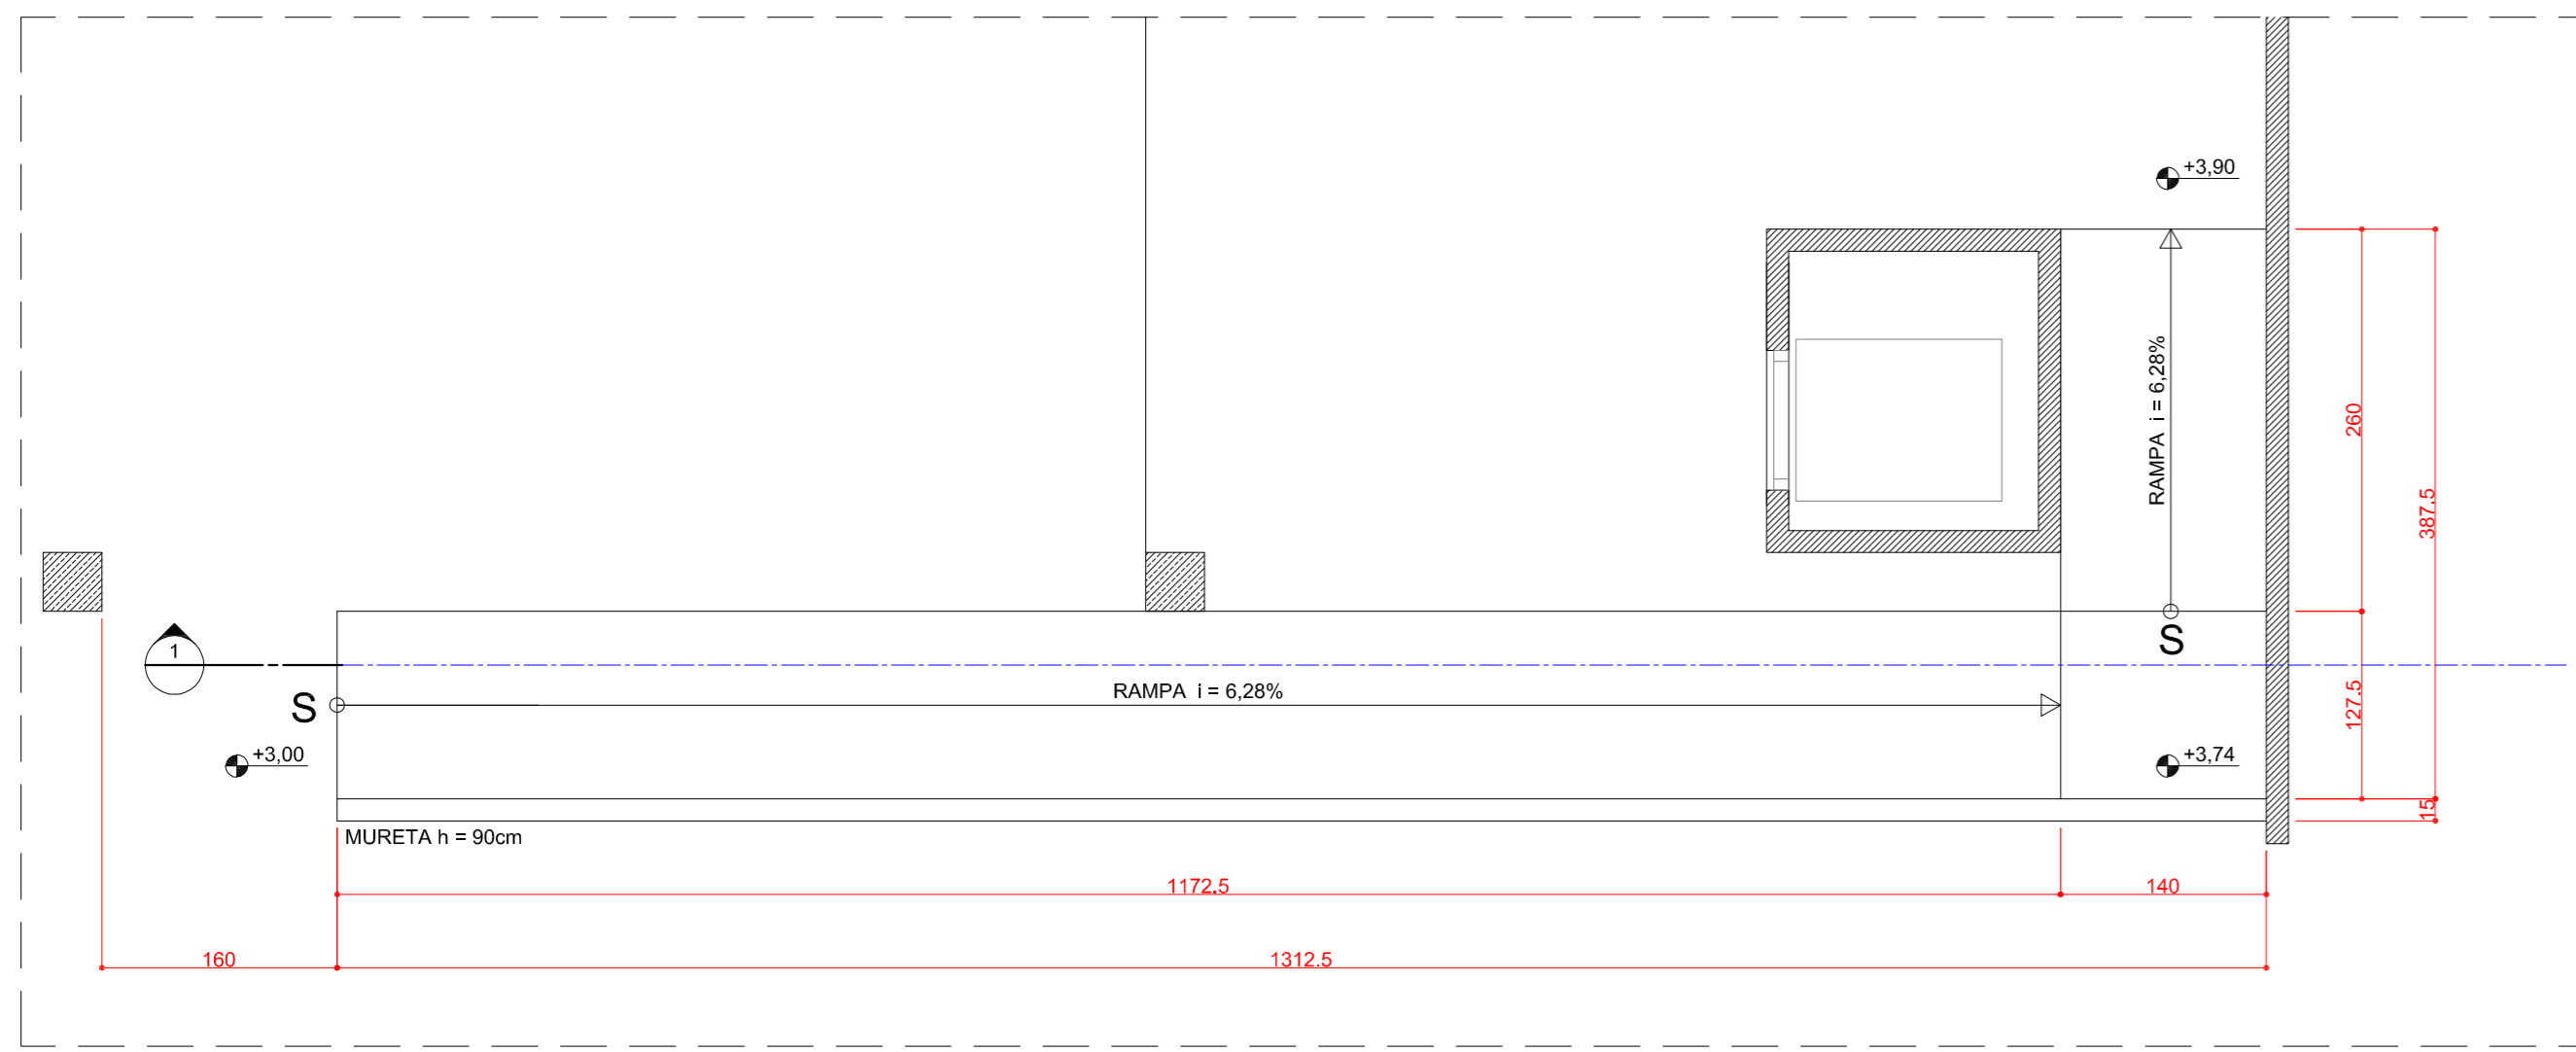 +3,90
RAMPA i = 6,28%
260
387.5
1
S
S
RAMPA i = 6,28%
127.5
+3,00
+3,74
15
MURETA h = 90cm
1172.5
140
160
1312.5